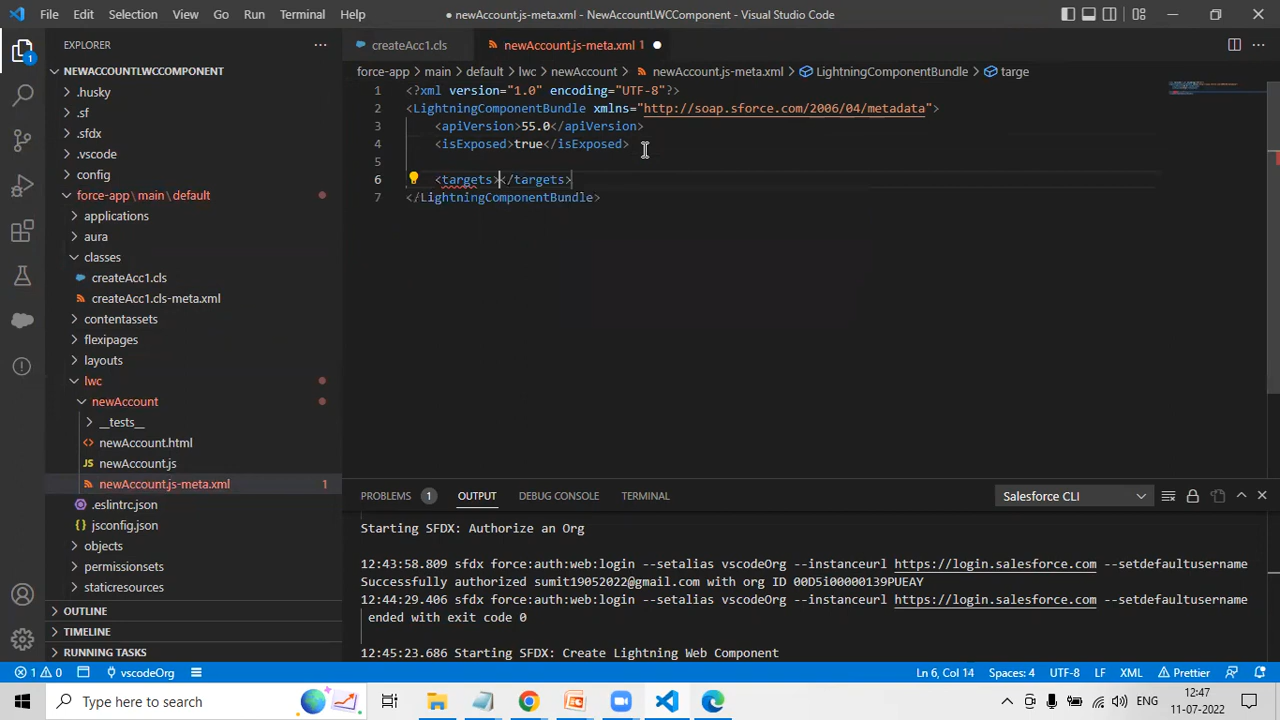 File Edit Selection View Go Run Terminal Help
● newAccount.js-meta.xml - NewAccountLWCComponent - Visual Studio Code
EXPLORER
NEWACCOUNTLWCCOMPONENT
.husky
.sf
.sfdx
.vscode
config
force-app\main\default
applications
aura
classes
createAcc1.cls
createAcc1.cls-meta.xml
contentassets
flexipages
layouts
lwc
newAccount
__tests__
newAccount.html
JS newAccount.js
newAccount.js-meta.xml 1
.eslintrc.json
jsconfig.json
objects
permissionsets
staticresources
OUTLINE
TIMELINE
RUNNING TASKS
1
createAcc1.cls
newAccount.js-meta.xml 1 ●
force-app > main > default > lwc > newAccount > newAccount.js-meta.xml > LightningComponentBundle > targe
1 <?xml version="1.0" encoding="UTF-8"?>
2 <LightningComponentBundle xmlns="http://soap.sforce.com/2006/04/metadata">
3 <apiVersion>55.0</apiVersion>
4 <isExposed>true</isExposed>
5
6 <targets></targets>
7 </LightningComponentBundle>
PROBLEMS 1 OUTPUT DEBUG CONSOLE TERMINAL
Salesforce CLI
Starting SFDX: Authorize an Org
12:43:58.809 sfdx force:auth:web:login --setalias vscodeOrg --instanceurl https://login.salesforce.com --setdefaultusername
Successfully authorized sumit19052022@gmail.com with org ID 00D5i00000139PUEAY
12:44:29.406 sfdx force:auth:web:login --setalias vscodeOrg --instanceurl https://login.salesforce.com --setdefaultusername
ended with exit code 0
12:45:23.686 Starting SFDX: Create Lightning Web Component
1 0 vscodeOrg
Ln 6, Col 14 Spaces: 4 UTF-8 LF XML Prettier
Type here to search
12:47
11-07-2022